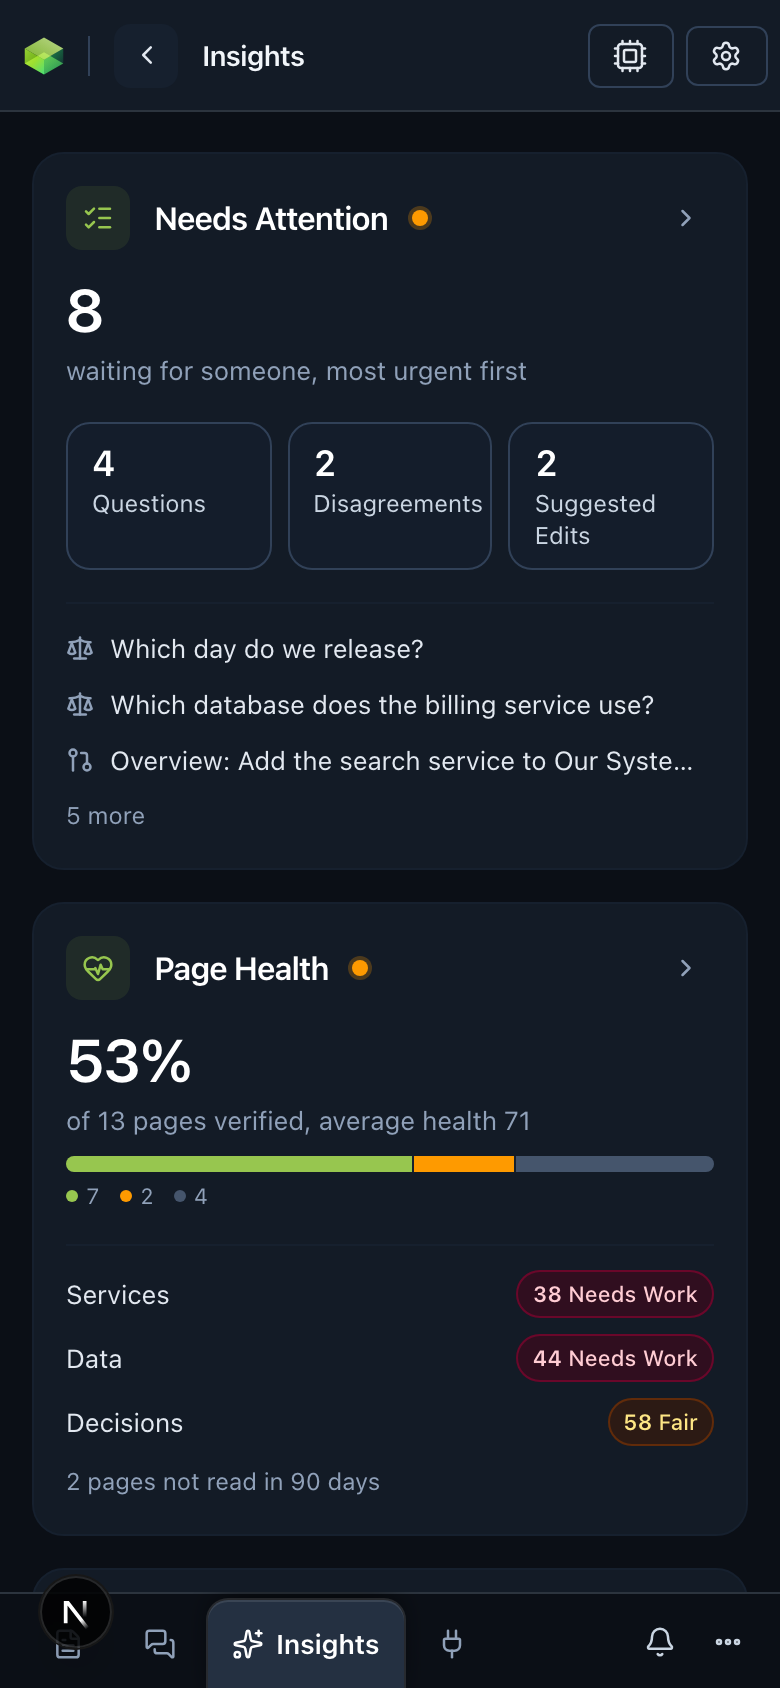 Insights
Needs Attention
8
waiting for someone, most urgent first
4
Questions
2
Disagreements
2
Suggested
Edits
Which day do we release?
Which database does the billing service use?
Overview: Add the search service to Our Syste...
5 more
Page Health
53%
of 13 pages verified, average health 71
7
2
4
Services
38 Needs Work
Data
44 Needs Work
Decisions
58 Fair
2 pages not read in 90 days
N
Insights